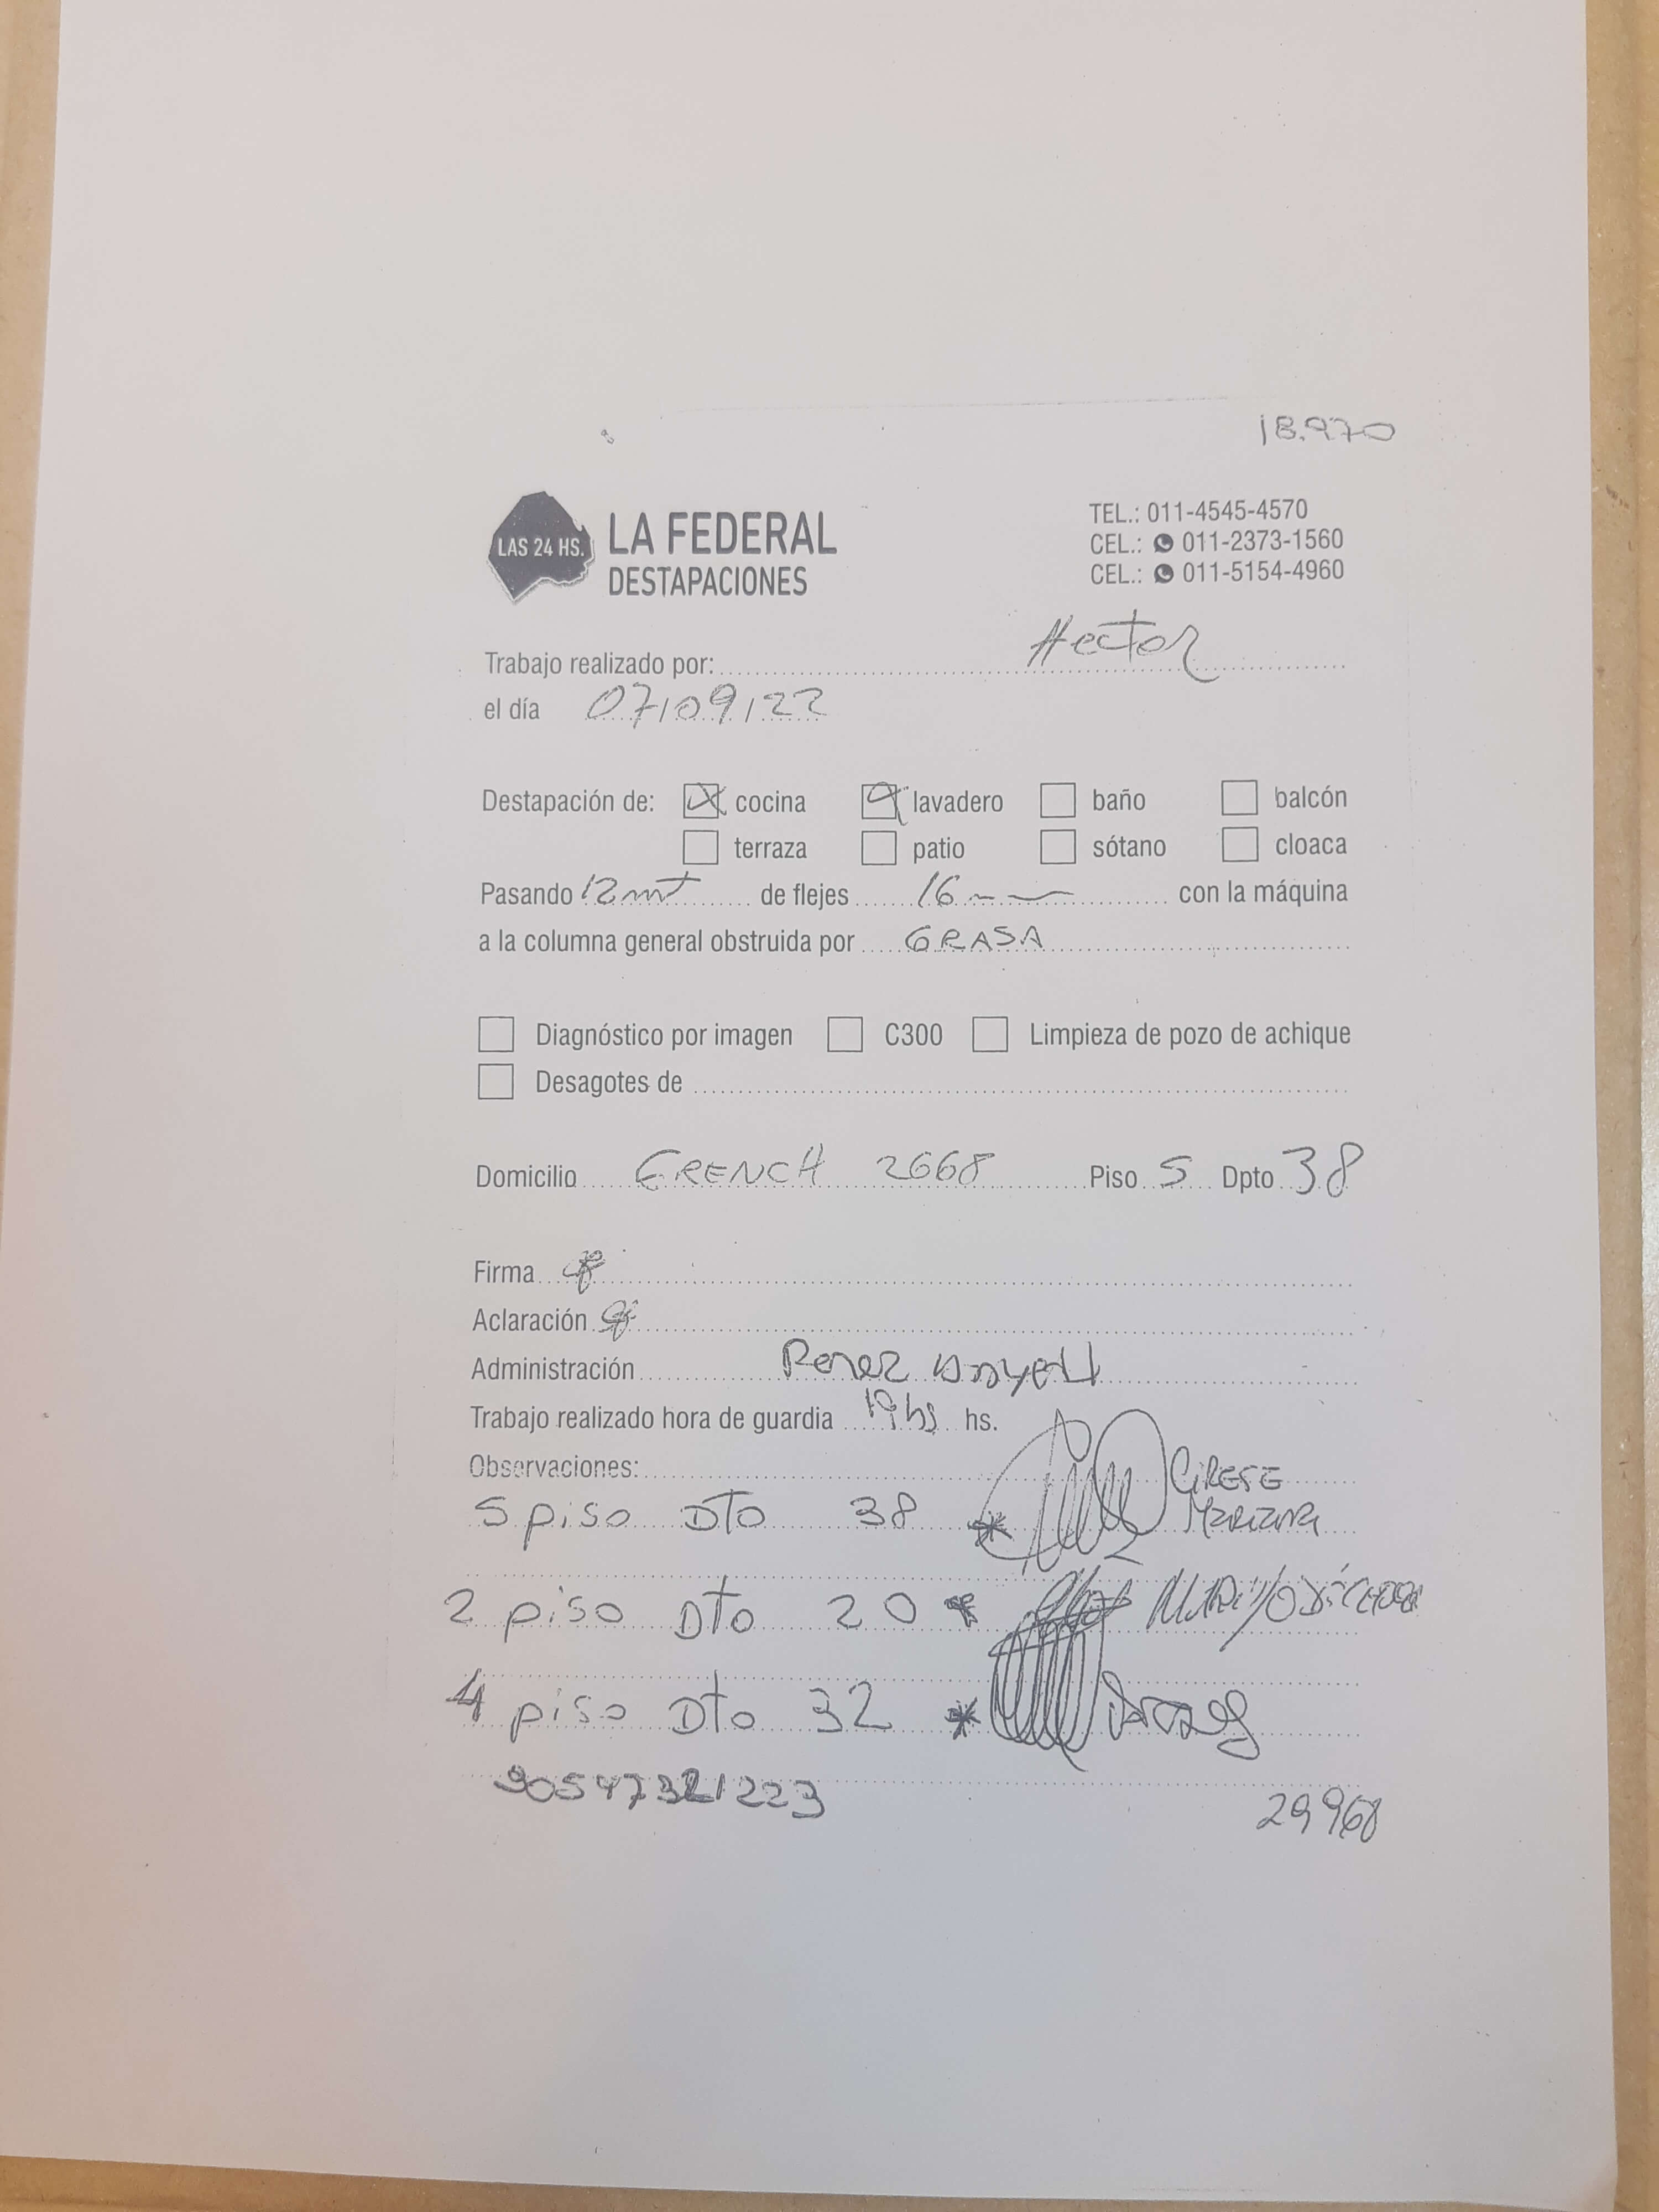 18.970
LAS 24 HS.
LA FEDERAL
DESTAPACIONES
TEL.: 011-4545-4570
CEL.: 011-2373-1560
CEL.: 011-5154-4960
Trabajo realizado por: Hector
el día 07/09/22
Destapación de: cocina lavadero baño balcón
terraza patio sótano cloaca
Pasando 12 mt de flejes 16 con la máquina
a la columna general obstruida por GRASA
Diagnóstico por imagen C300 Limpieza de pozo de achique
Desagotes de
Domicilio FRENCH 2668 Piso 5 Dpto 38
Firma
Aclaración
Administración Perez
Trabajo realizado hora de guardia 19 hs hs.
Observaciones:
5 piso DTo 38 * CIRESE
MARIANA
2 piso DTo 20 *
4 piso DTo 32 *
29968